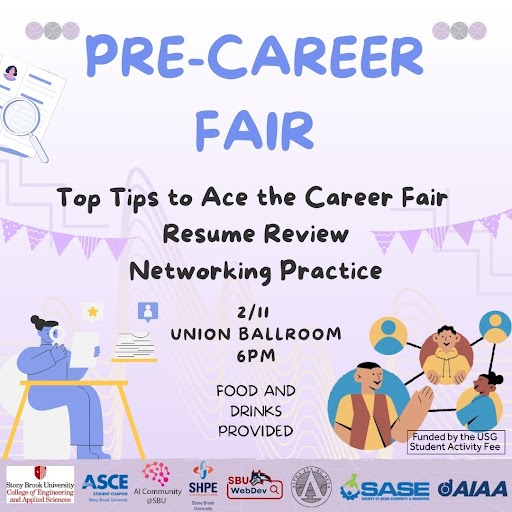 PRE-CAREER
FAIR
Top Tips to Ace the Career Fair
Resume Review
Networking Practice
2/11
UNION BALLROOM
6PM
FOOD AND
DRINKS
PROVIDED
Funded by the USG
Student Activity Fee
Stony Brook University
College of Engineering
and Applied Sciences
ASCE
STUDENT CHAPTER
Stony Brook University
AI Community
@SBU
SHPE
Stony Brook
University
SBU
WebDev
SASE
SOCIETY OF ASIAN SCIENTISTS & ENGINEERS
AIAA